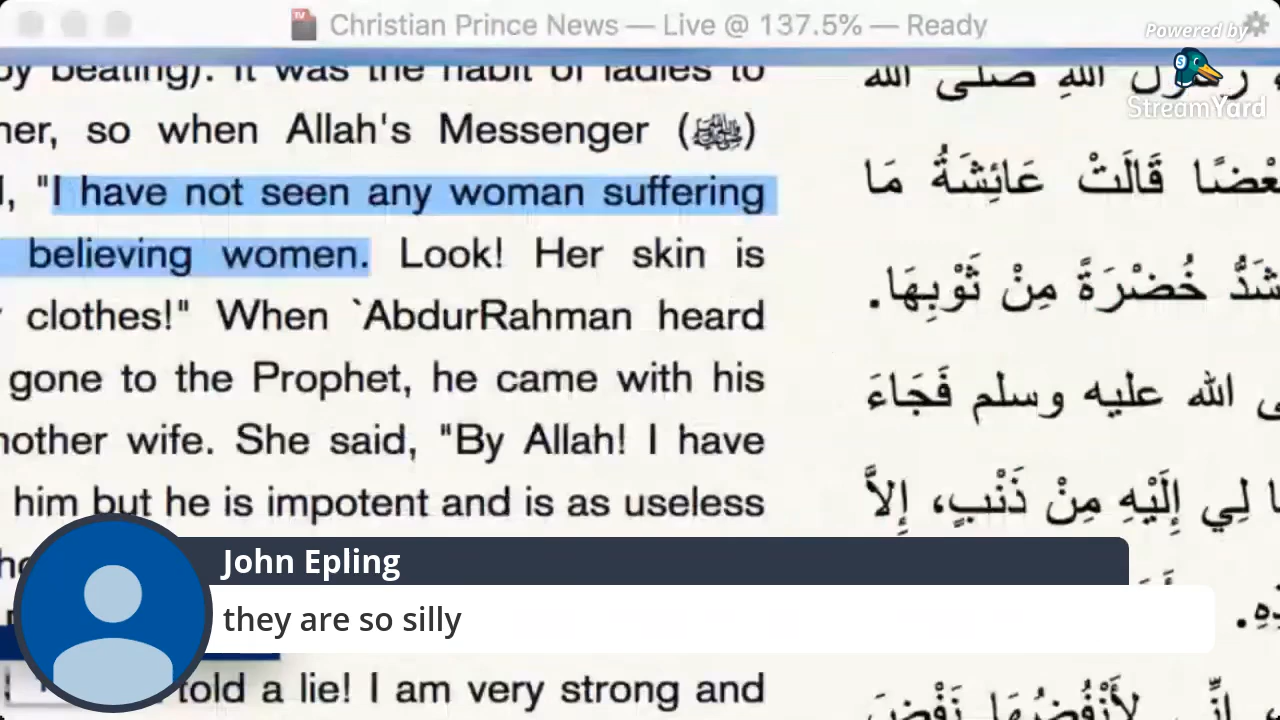 Christian Prince News — Live @ 137.5% — Ready
Powered by
StreamYard
by beating). It was the habit of ladies to
her, so when Allah's Messenger (ﷺ)
, "I have not seen any woman suffering
believing women. Look! Her skin is
clothes!" When `AbdurRahman heard
gone to the Prophet, he came with his
nother wife. She said, "By Allah! I have
him but he is impotent and is as useless
told a lie! I am very strong and
رَسُولُ اللهِ صلى الله
بَعْضًا قَالَتْ عَائِشَةُ مَا
شَدُّ خُضْرَةً مِنْ ثَوْبِهَا.
الله عليه وسلم فَجَاءَ
لِي إِلَيْهِ مِنْ ذَنْبٍ، إِلاَّ
إِنِّي لأَنْفُضُهَا نَفْضَ
John Epling
they are so silly